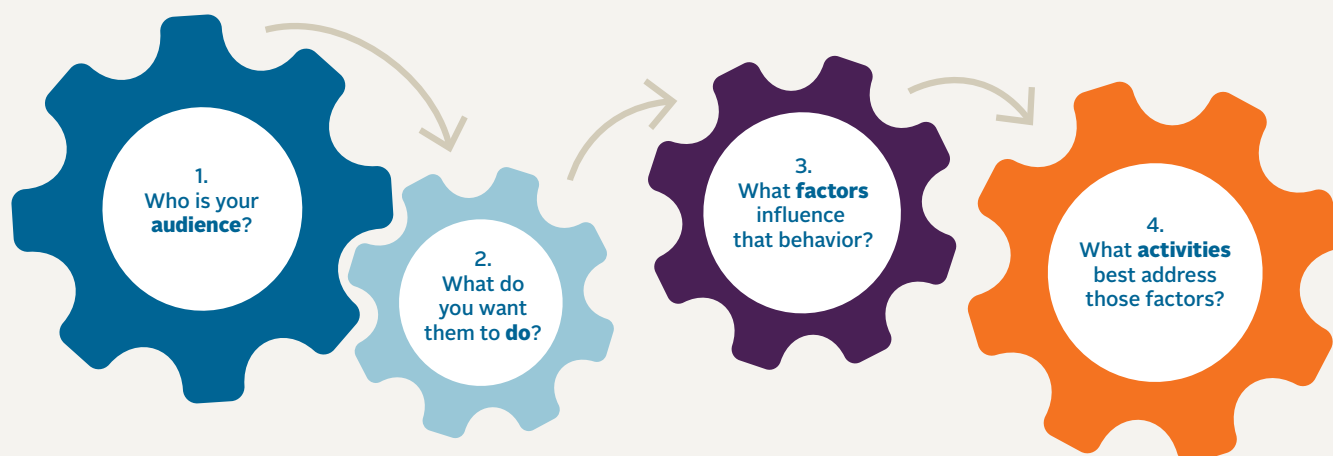 1.
Who is your
audience?
2.
What do
you want
them to do?
3.
What factors
influence
that behavior?
4.
What activities
best address
those factors?